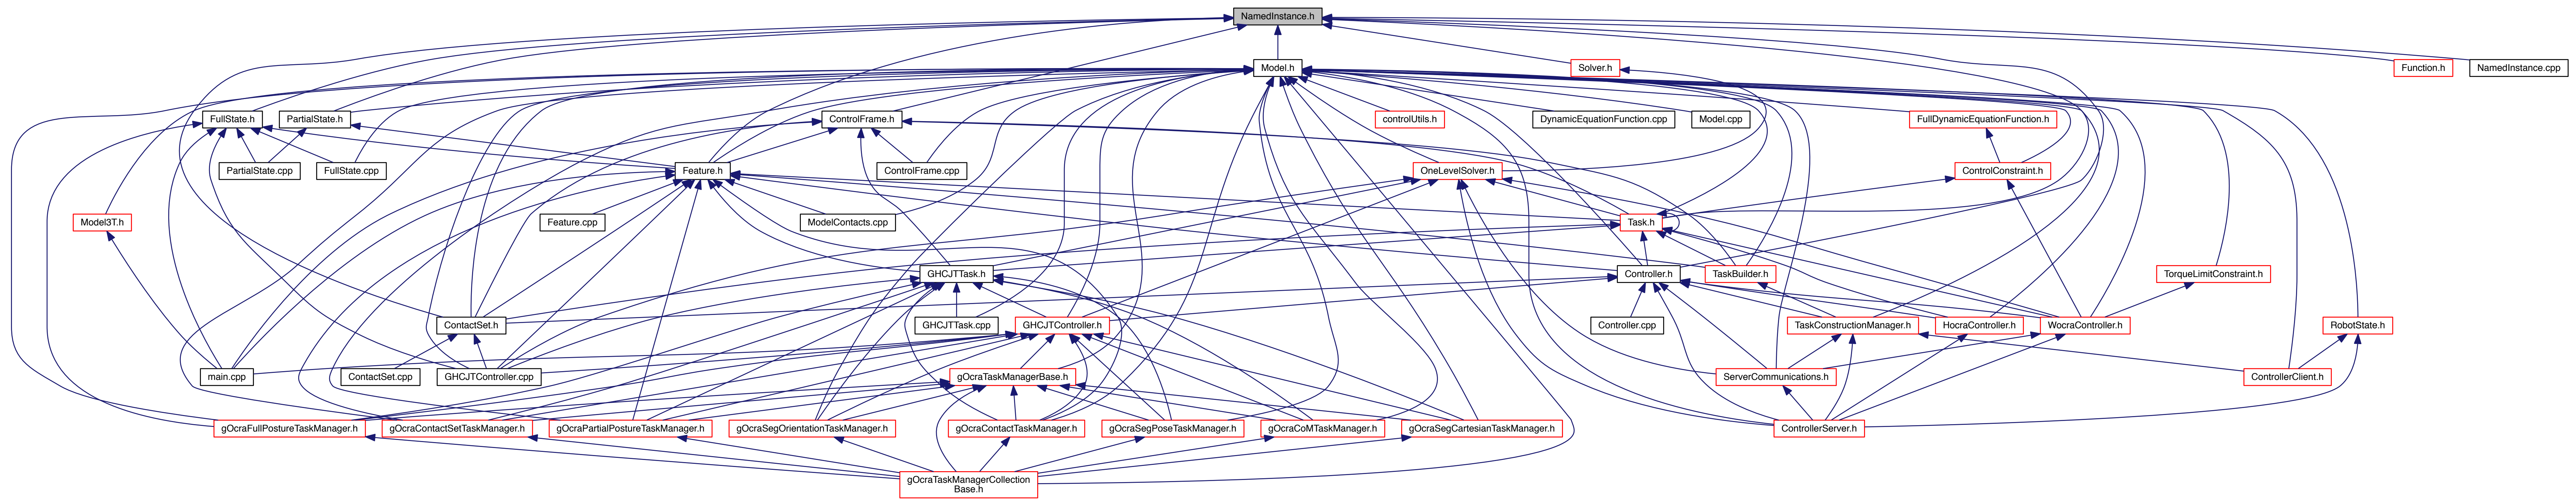 NamedInstance.h
Model.h
Solver.h
Function.h
NamedInstance.cpp
FullState.h
PartialState.h
ControlFrame.h
controlUtils.h
DynamicEquationFunction.cpp
Model.cpp
FullDynamicEquationFunction.h
PartialState.cpp
FullState.cpp
Feature.h
ControlFrame.cpp
OneLevelSolver.h
ControlConstraint.h
Model3T.h
Feature.cpp
ModelContacts.cpp
Task.h
GHCJTTask.h
Controller.h
TaskBuilder.h
TorqueLimitConstraint.h
ContactSet.h
GHCJTTask.cpp
GHCJTController.h
Controller.cpp
TaskConstructionManager.h
HocraController.h
WocraController.h
RobotState.h
main.cpp
ContactSet.cpp
GHCJTController.cpp
gOcraTaskManagerBase.h
ServerCommunications.h
ControllerClient.h
gOcraFullPostureTaskManager.h
gOcraContactSetTaskManager.h
gOcraPartialPostureTaskManager.h
gOcraSegOrientationTaskManager.h
gOcraContactTaskManager.h
gOcraSegPoseTaskManager.h
gOcraCoMTaskManager.h
gOcraSegCartesianTaskManager.h
ControllerServer.h
gOcraTaskManagerCollection
Base.h